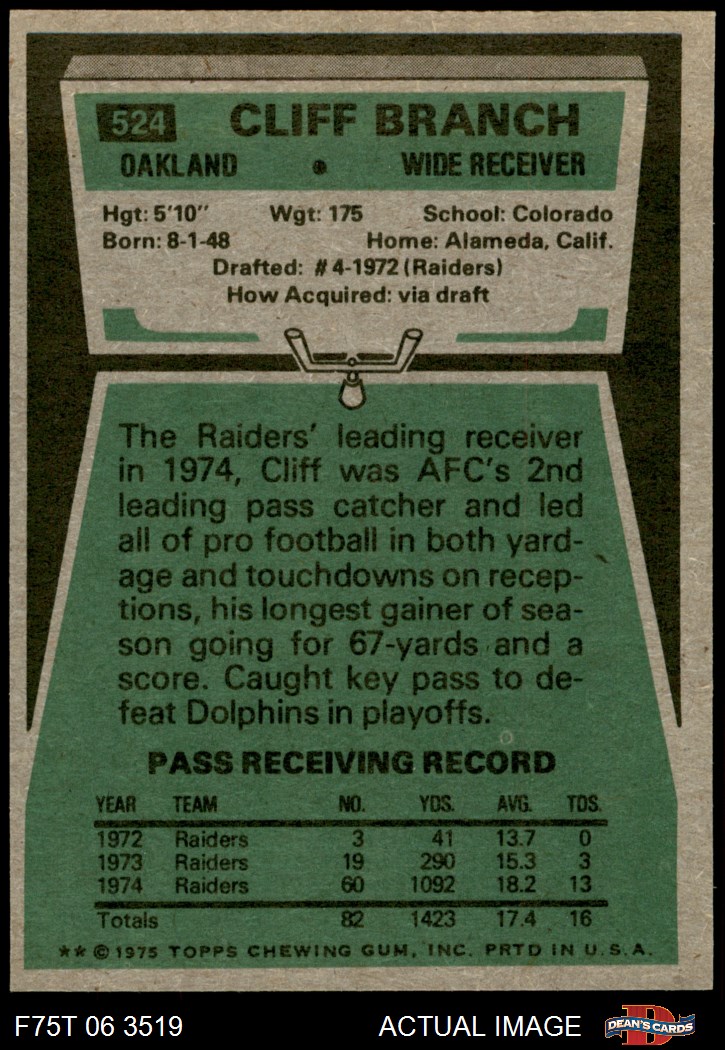 524 CLIFF BRANCH
OAKLAND • WIDE RECEIVER
Hgt: 5'10" Wgt: 175 School: Colorado
Born: 8-1-48 Home: Alameda, Calif.
Drafted: #4-1972 (Raiders)
How Acquired: via draft
The Raiders' leading receiver
in 1974, Cliff was AFC's 2nd
leading pass catcher and led
all of pro football in both yard-
age and touchdowns on recep-
tions, his longest gainer of sea-
son going for 67-yards and a
score. Caught key pass to de-
feat Dolphins in playoffs.
PASS RECEIVING RECORD
YEAR TEAM NO. YDS. AVG. TDS.
1972 Raiders 3 41 13.7 0
1973 Raiders 19 290 15.3 3
1974 Raiders 60 1092 18.2 13
Totals 82 1423 17.4 16
** © 1975 TOPPS CHEWING GUM, INC. PRTD IN U.S.A.
F75T 06 3519 ACTUAL IMAGE
D
DEAN'S CARDS